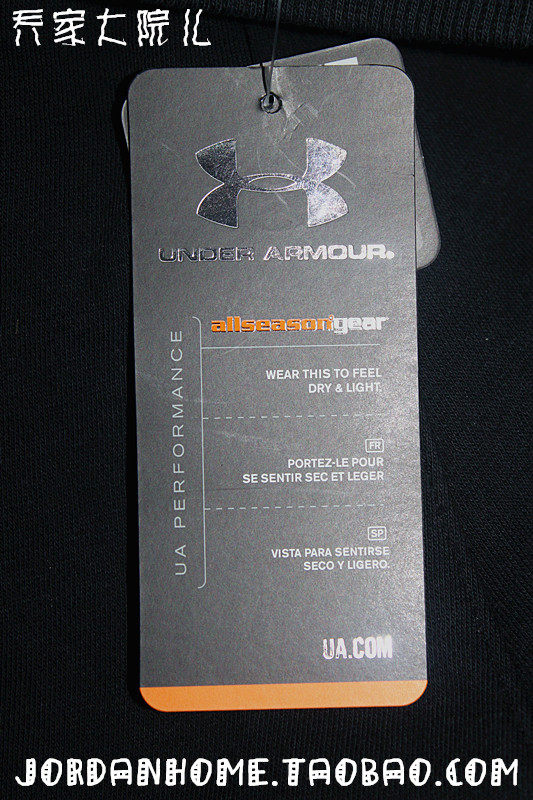 乔家大院儿
UNDER ARMOUR®
allseasongear
UA PERFORMANCE
WEAR THIS TO FEEL
DRY & LIGHT.
FR
PORTEZ-LE POUR
SE SENTIR SEC ET LEGER
SP
VISTA PARA SENTIRSE
SECO Y LIGERO.
UA.COM
JORDANHOME.TAOBAO.COM